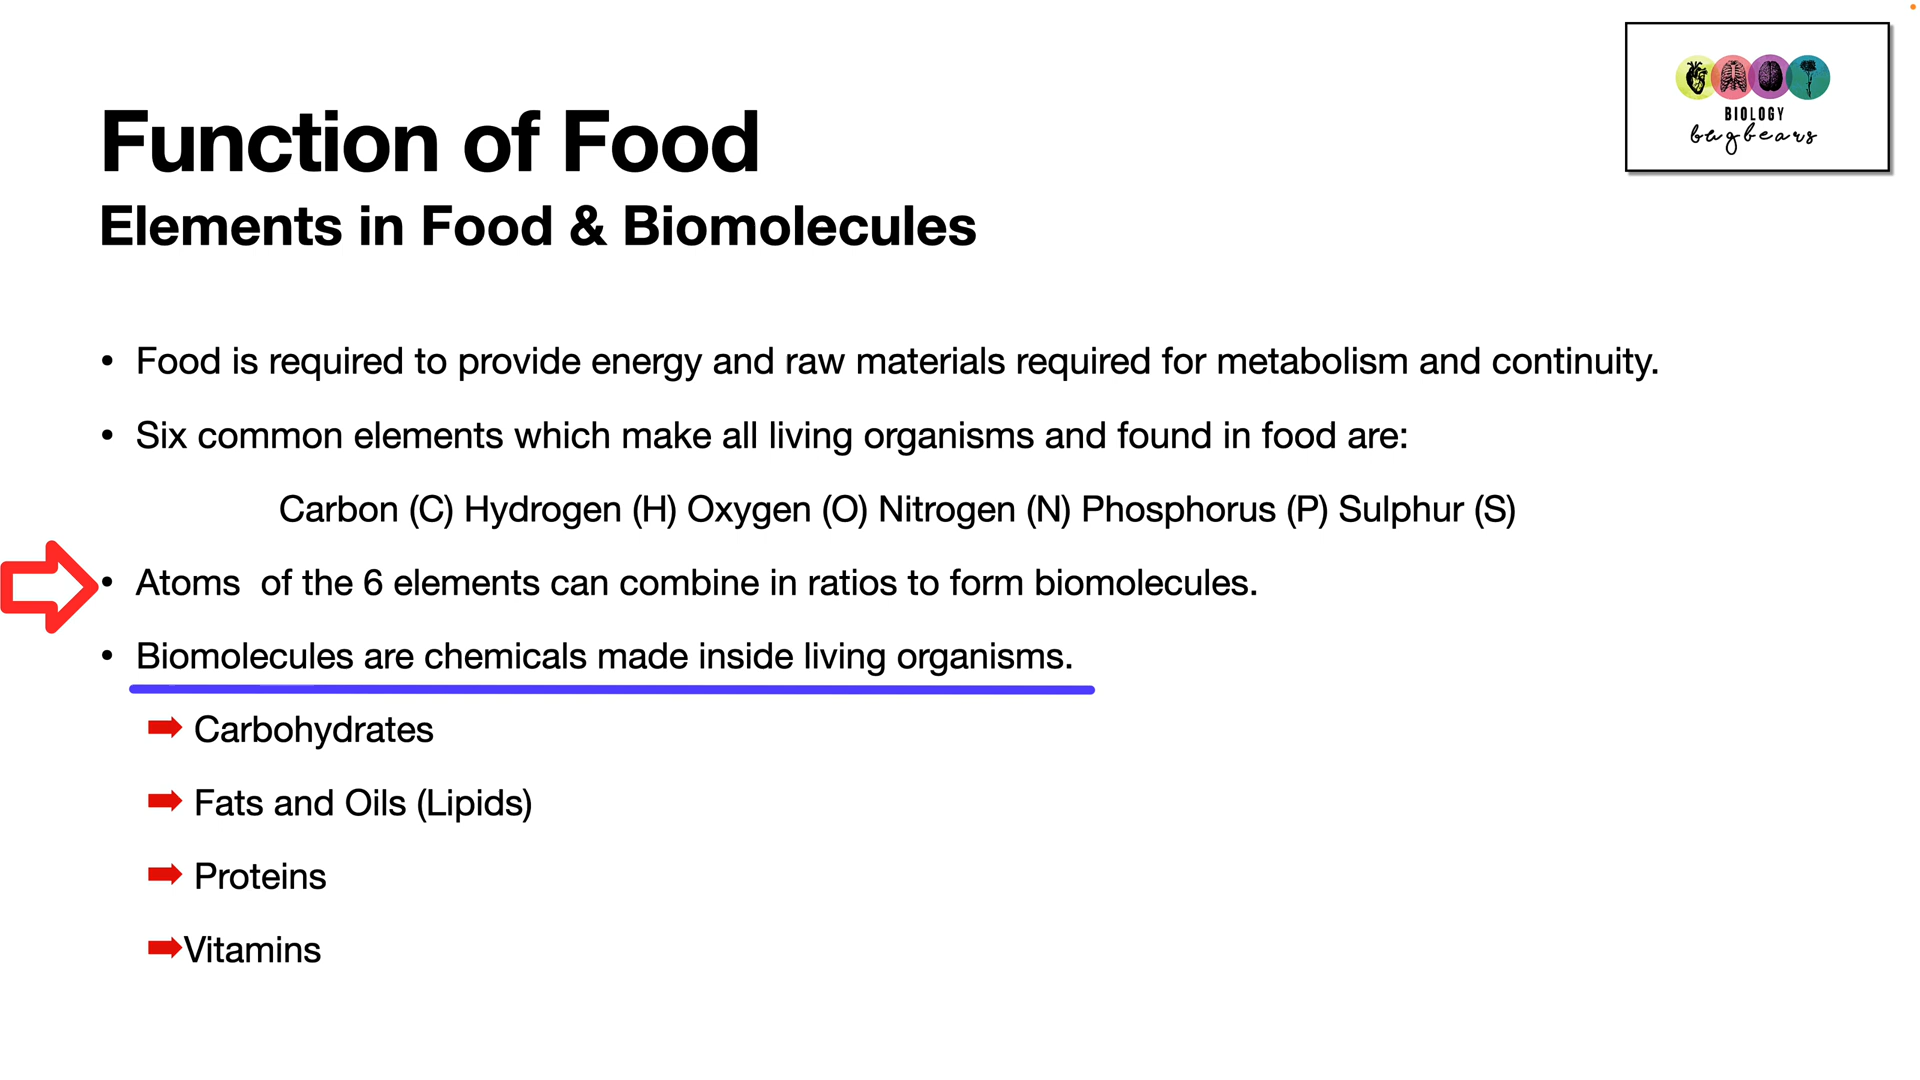 BIOLOGY
bugbears
Function of Food
Elements in Food & Biomolecules
• Food is required to provide energy and raw materials required for metabolism and continuity.
• Six common elements which make all living organisms and found in food are:
Carbon (C) Hydrogen (H) Oxygen (O) Nitrogen (N) Phosphorus (P) Sulphur (S)
• Atoms  of the 6 elements can combine in ratios to form biomolecules.
• Biomolecules are chemicals made inside living organisms.
Carbohydrates
Fats and Oils (Lipids)
Proteins
Vitamins